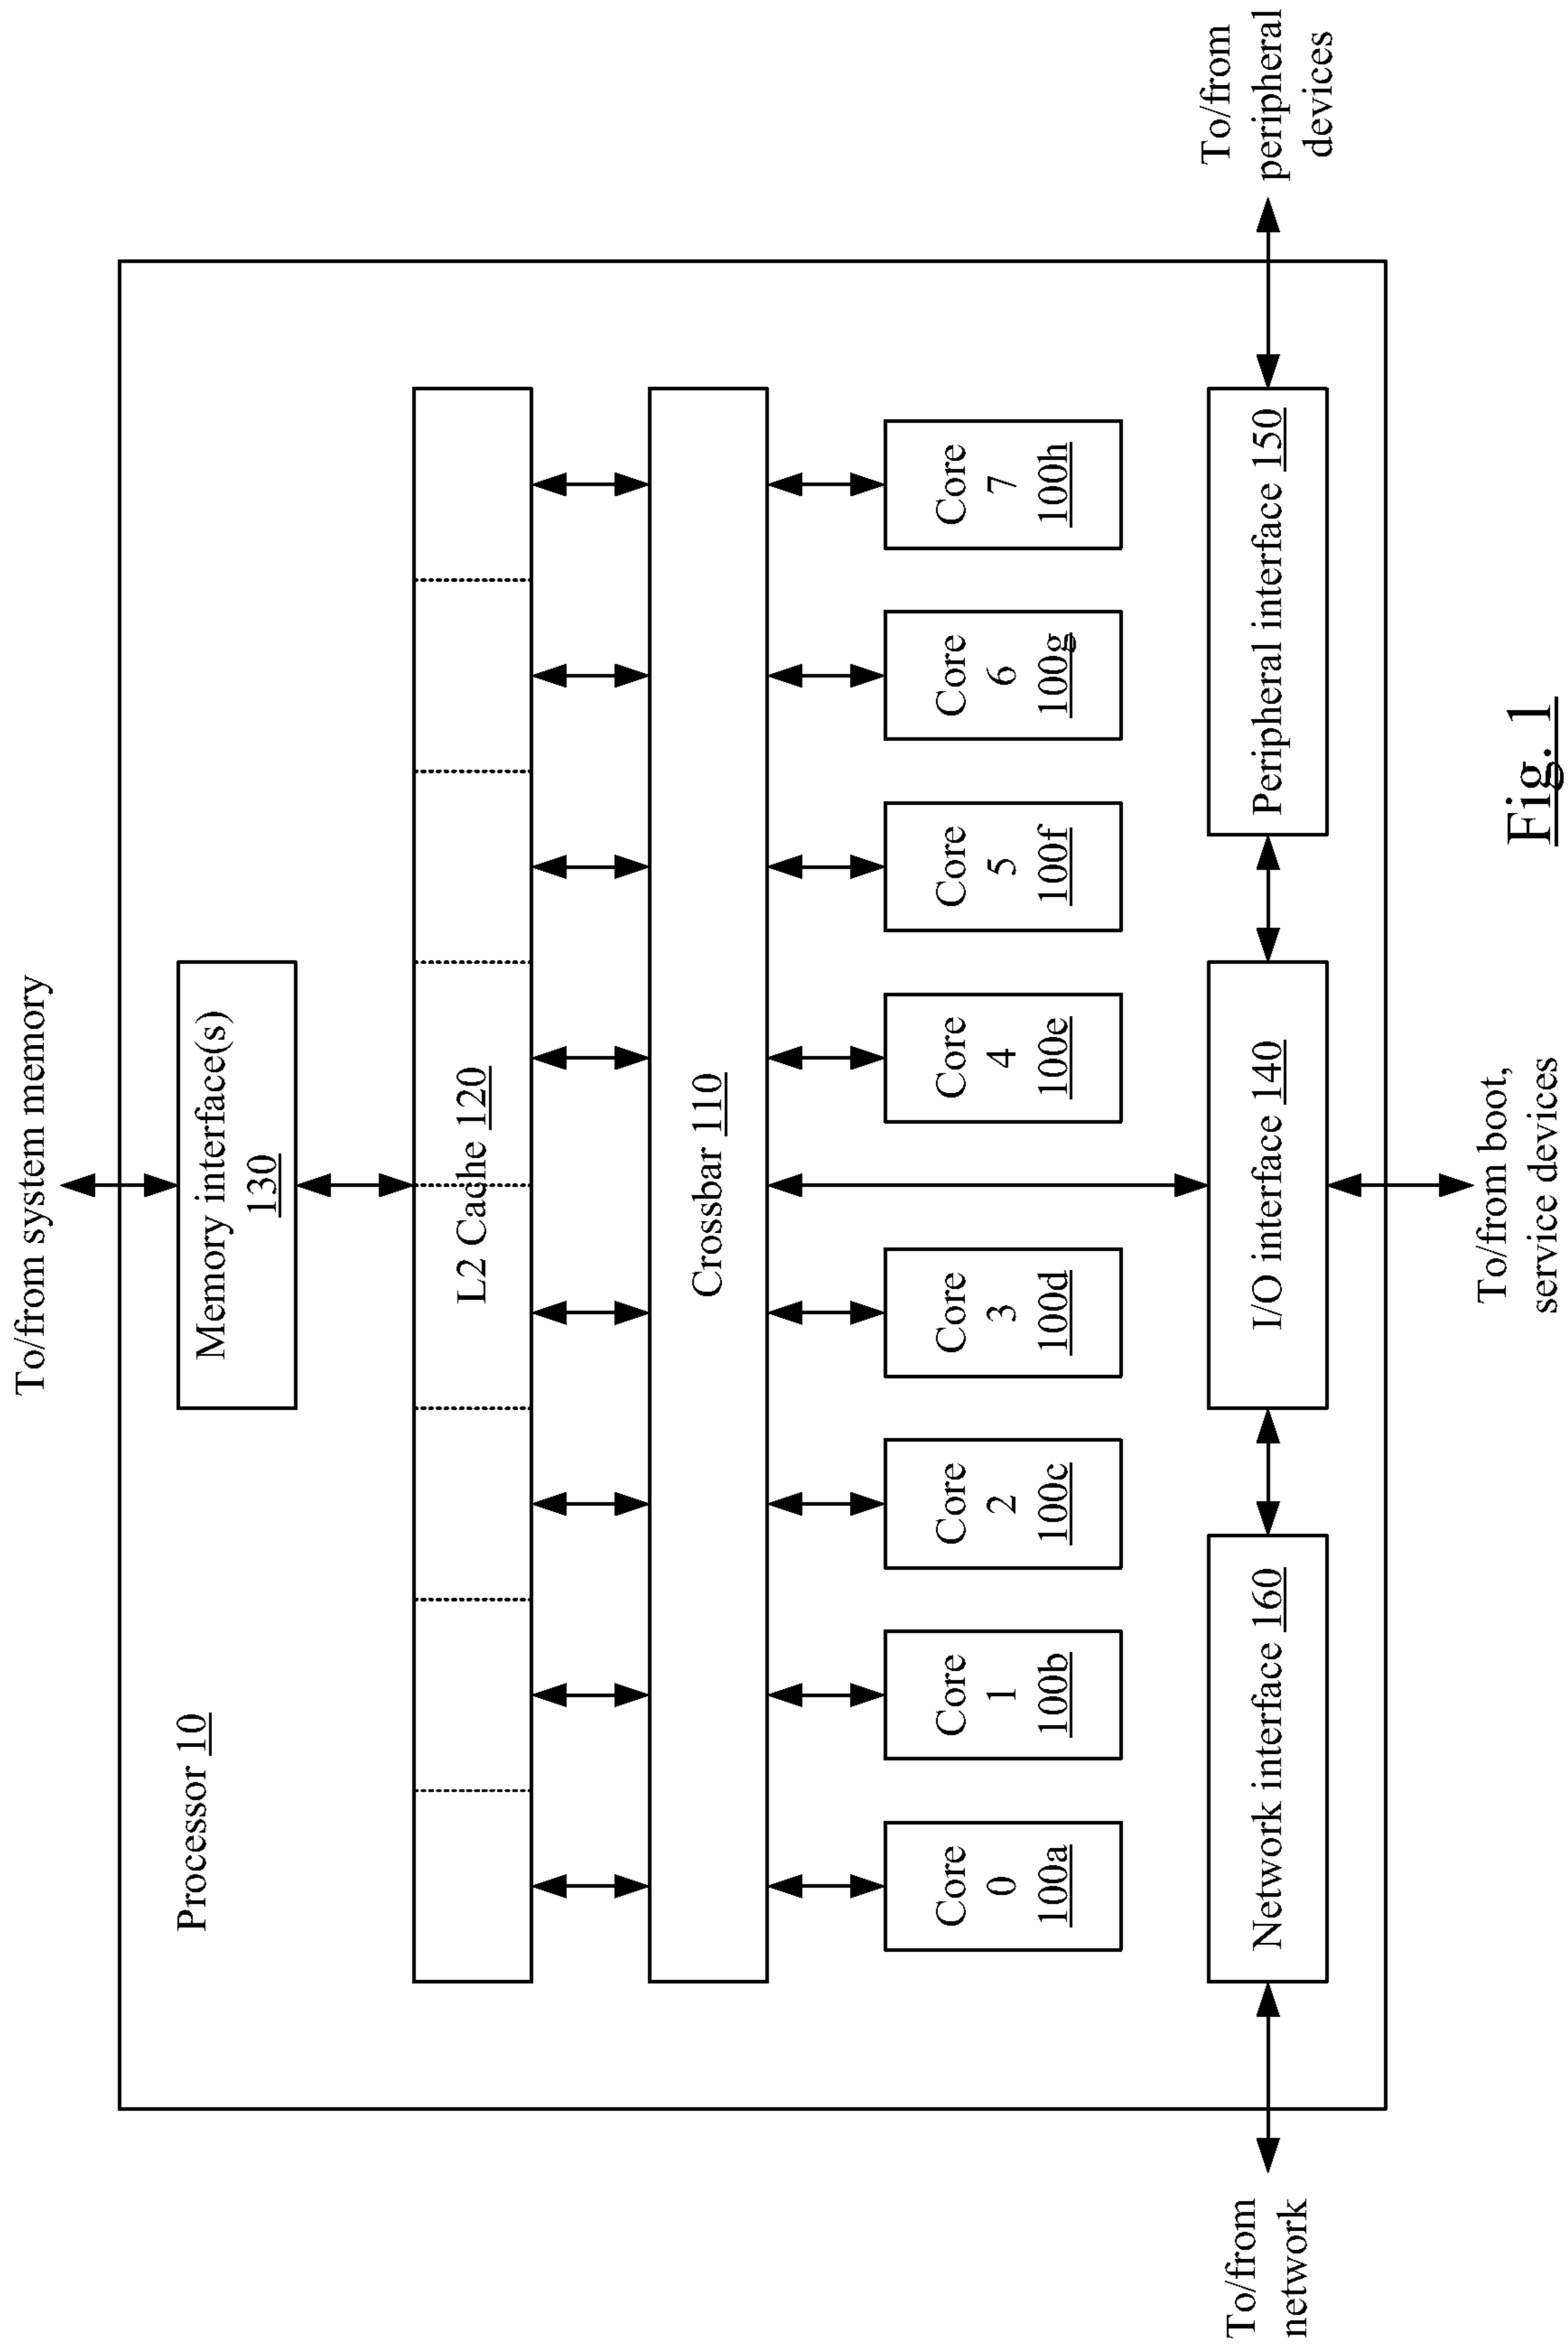 To/from system memory
Processor 10
Memory interface(s)
130
L2 Cache 120
Crossbar 110
Core
0
100a
Core
1
100b
Core
2
100c
Core
3
100d
Core
4
100e
Core
5
100f
Core
6
100g
Core
7
100h
To/from
network
Network interface 160
I/O interface 140
Peripheral interface 150
To/from
peripheral
devices
To/from boot,
service devices
Fig. 1